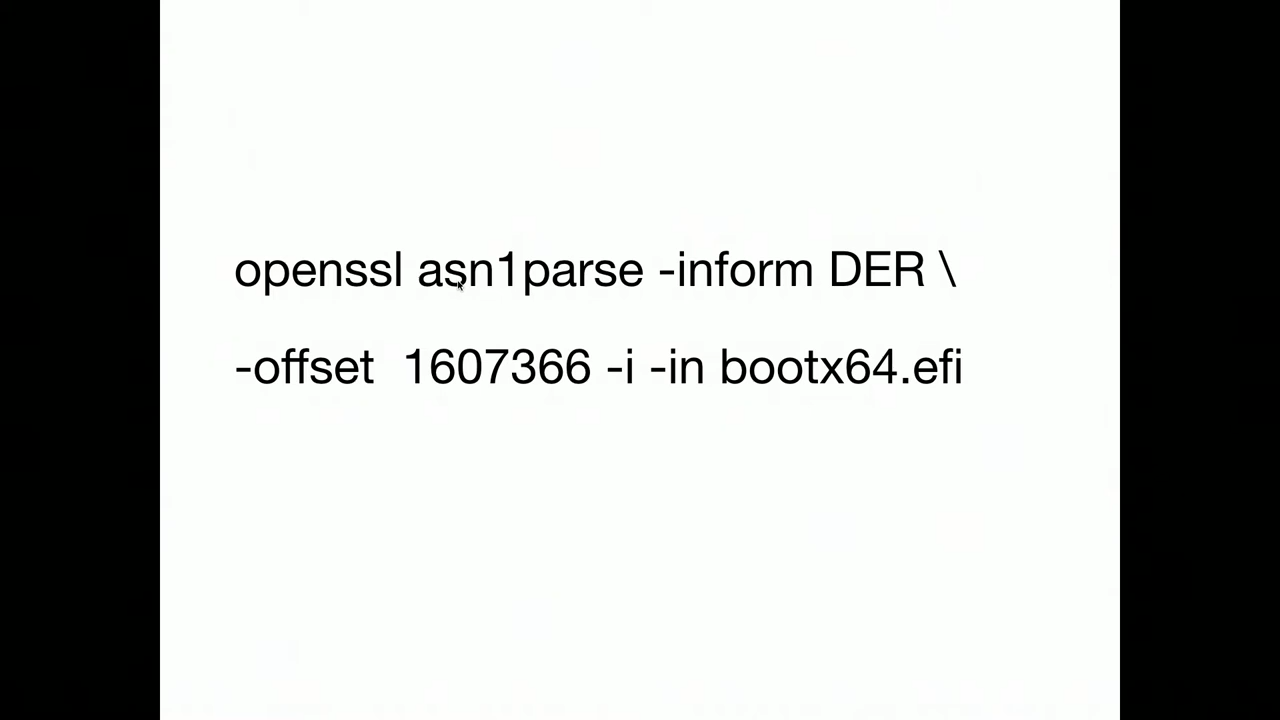 openssl asn1parse -inform DER \
-offset  1607366 -i -in bootx64.efi